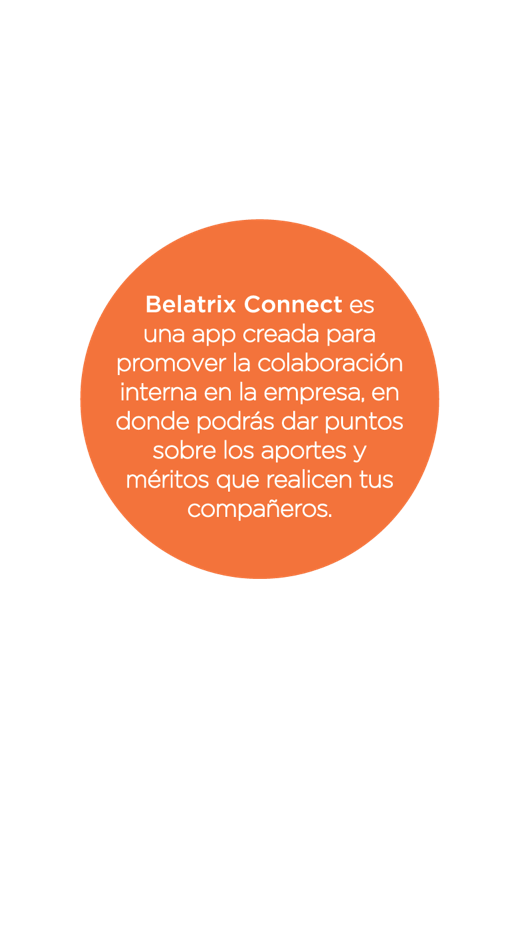 Belatrix Connect es
una app creada para
promover la colaboración
interna en la empresa, en
donde podrás dar puntos
sobre los aportes y
méritos que realicen tus
compañeros.